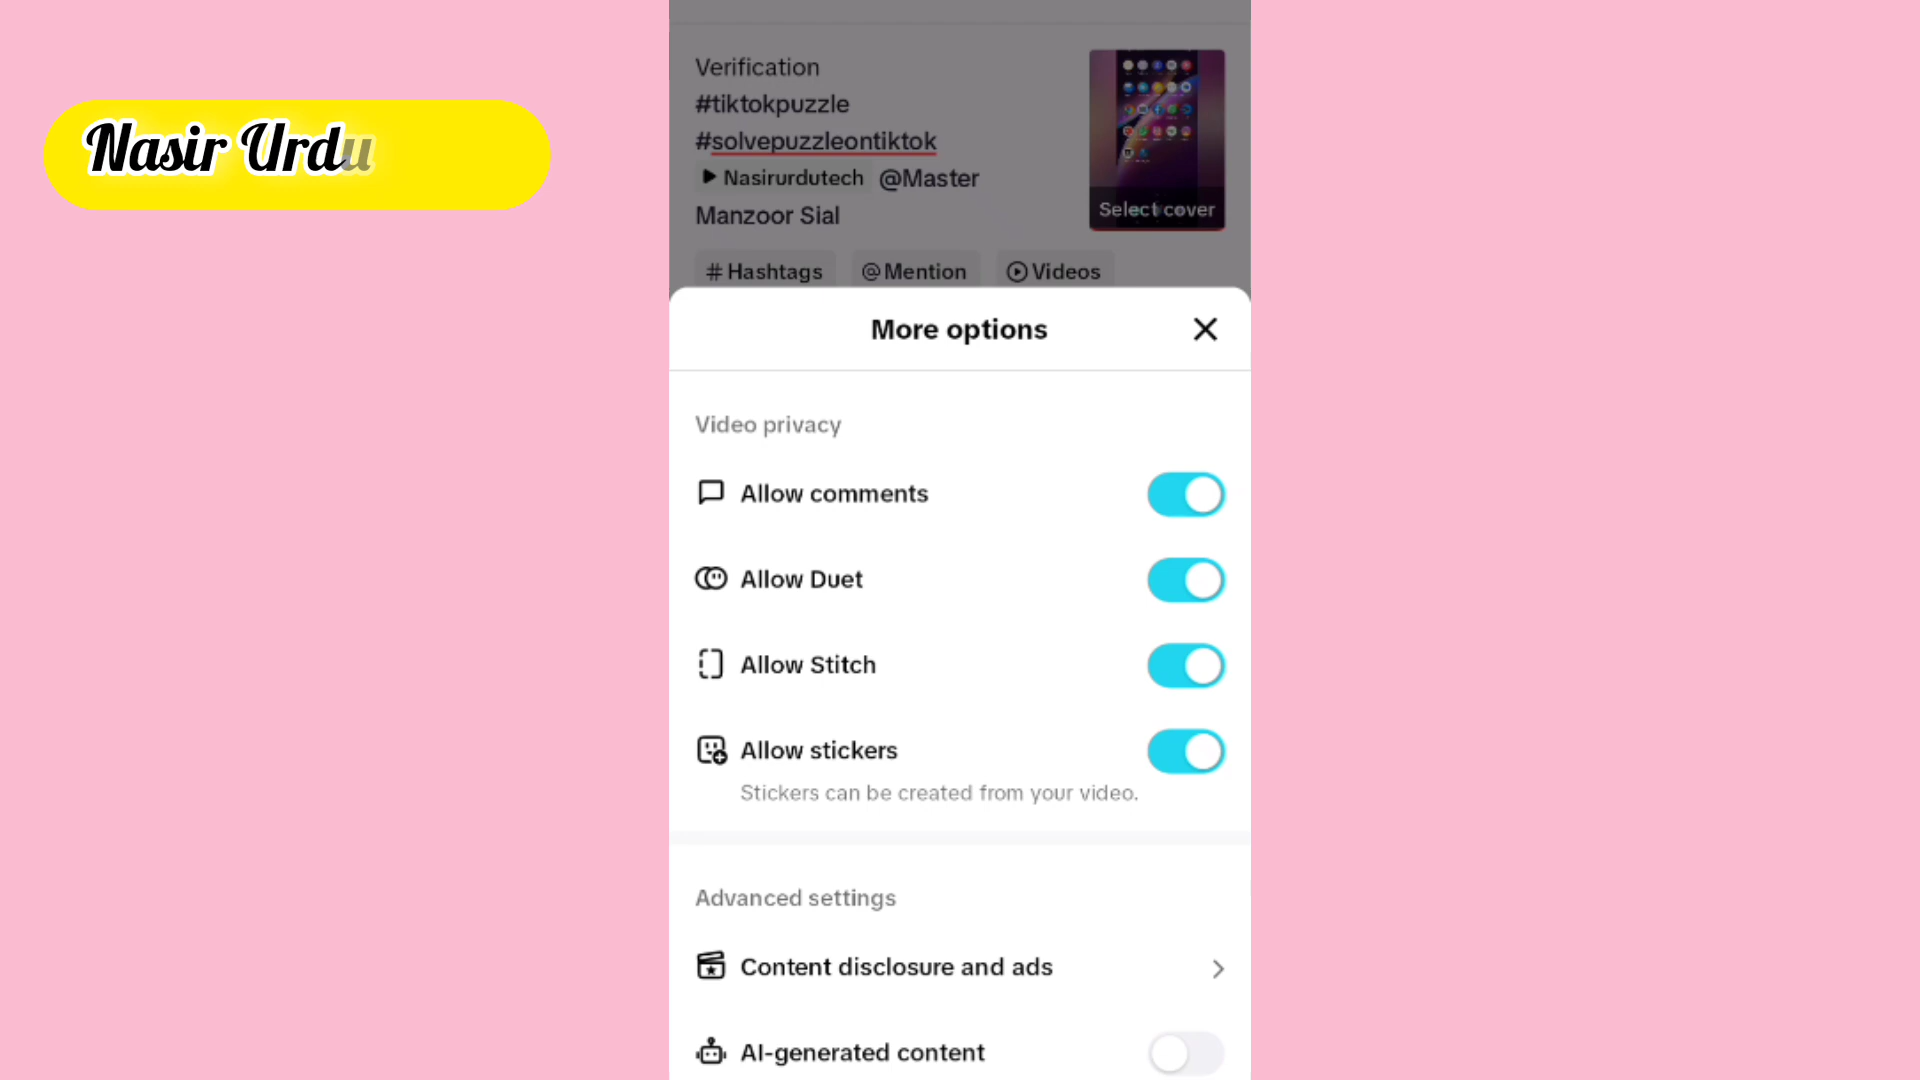 Nasir Urdu
Verification
#tiktokpuzzle
#solvepuzzleontiktok
Nasirurdutech @Master
Manzoor Sial
Select cover
# Hashtags @ Mention Videos
More options
Video privacy
Allow comments
Allow Duet
Allow Stitch
Allow stickers
Stickers can be created from your video.
Advanced settings
Content disclosure and ads
AI-generated content